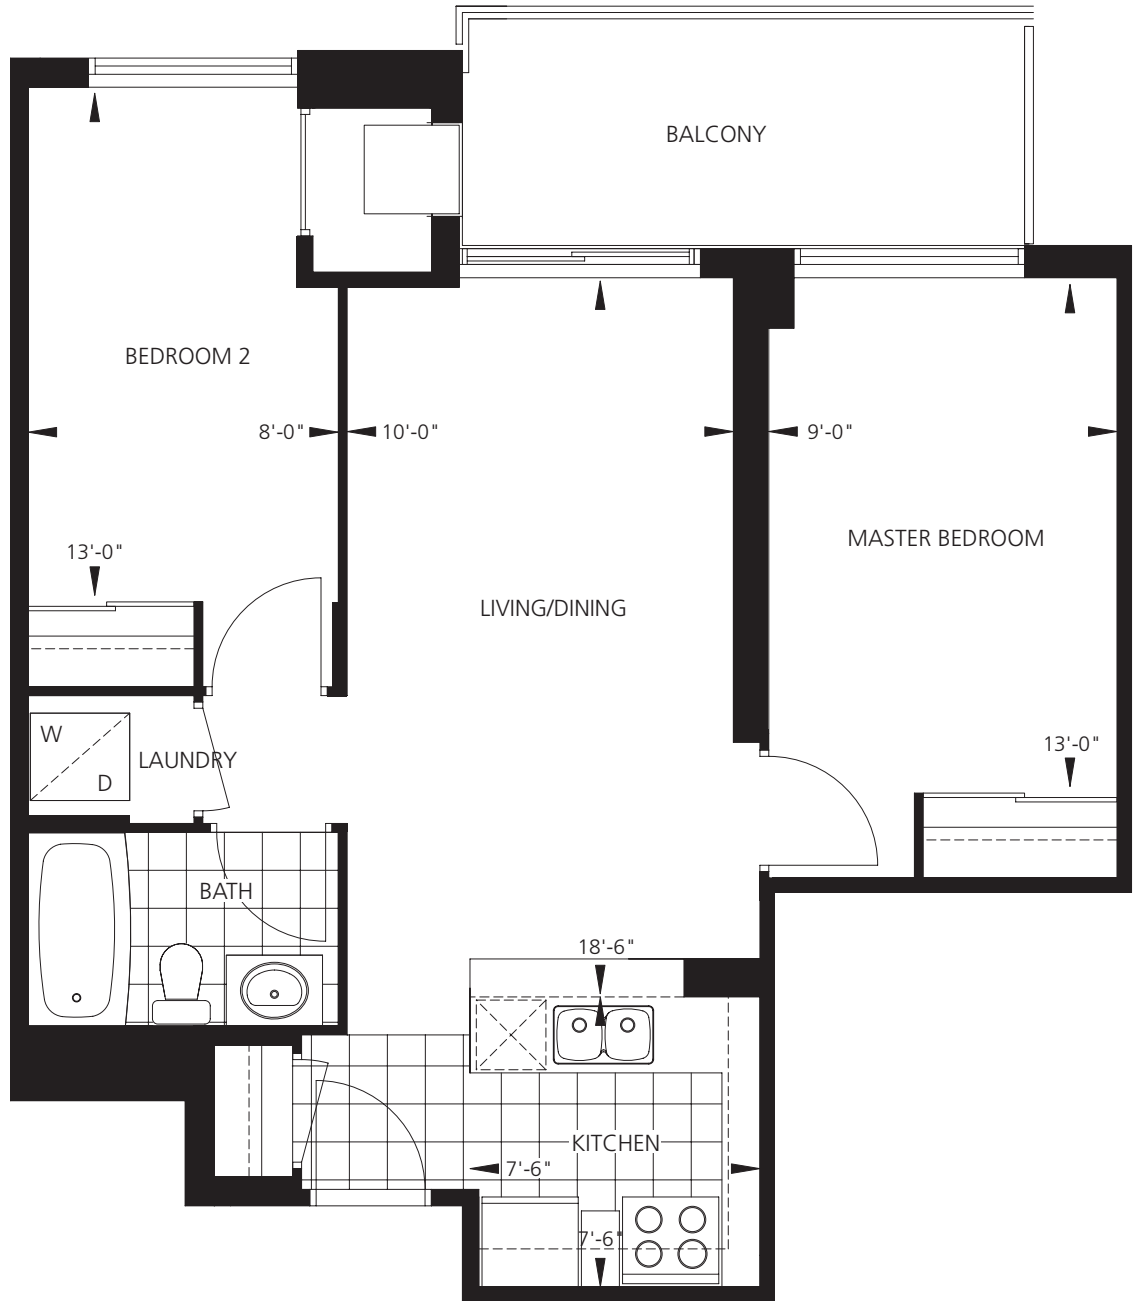 BALCONY
BEDROOM 2
8'-0"
10'-0"
9'-0"
MASTER BEDROOM
13'-0"
LIVING/DINING
W
D
LAUNDRY
13'-0"
BATH
18'-6"
KITCHEN
7'-6"
7'-6"